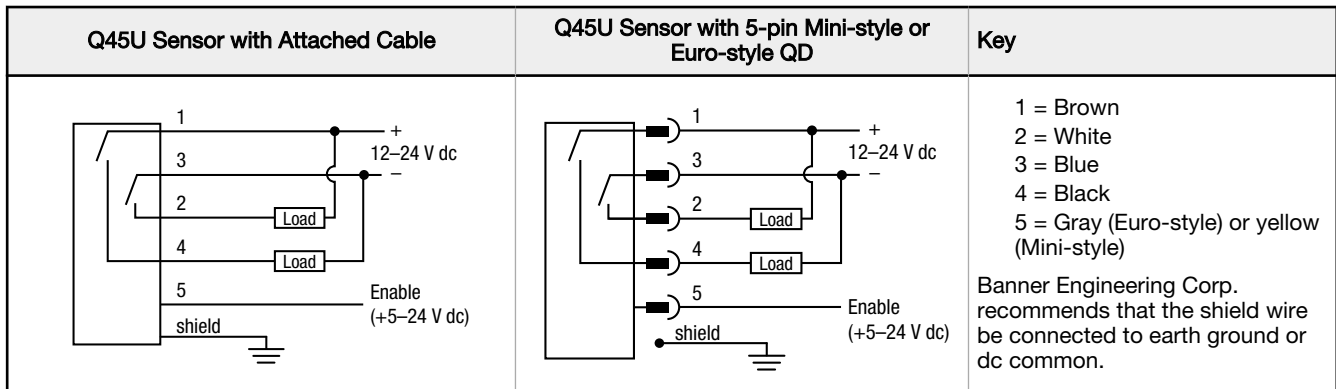 Q45U Sensor with Attached Cable
Q45U Sensor with 5-pin Mini-style or
Euro-style QD
Key
1
+
12–24 V dc
3
–
2
Load
4
Load
5
Enable
(+5–24 V dc)
shield
1
+
12–24 V dc
3
–
2
Load
4
Load
5
Enable
(+5–24 V dc)
shield
1 = Brown
2 = White
3 = Blue
4 = Black
5 = Gray (Euro-style) or yellow
(Mini-style)
Banner Engineering Corp.
recommends that the shield wire
be connected to earth ground or
dc common.